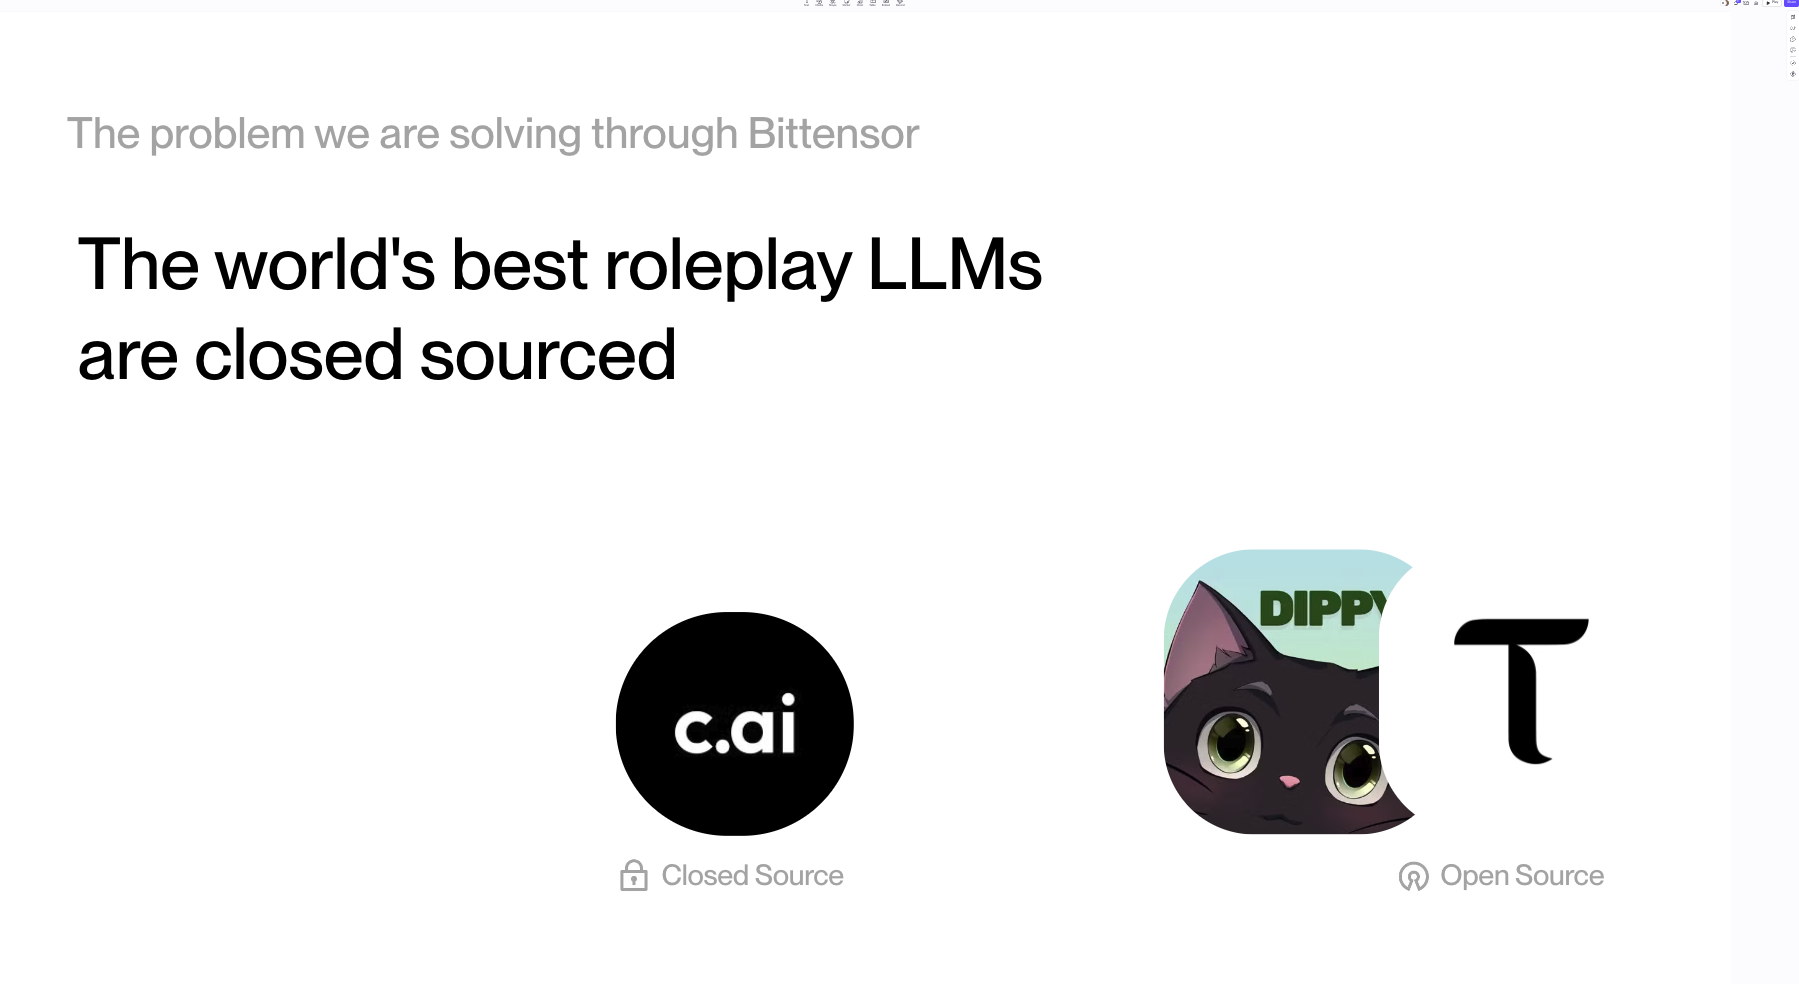 The problem we are solving through Bittensor
The world's best roleplay LLMs
are closed sourced
DIPPY
c.ai
Closed Source
Open Source